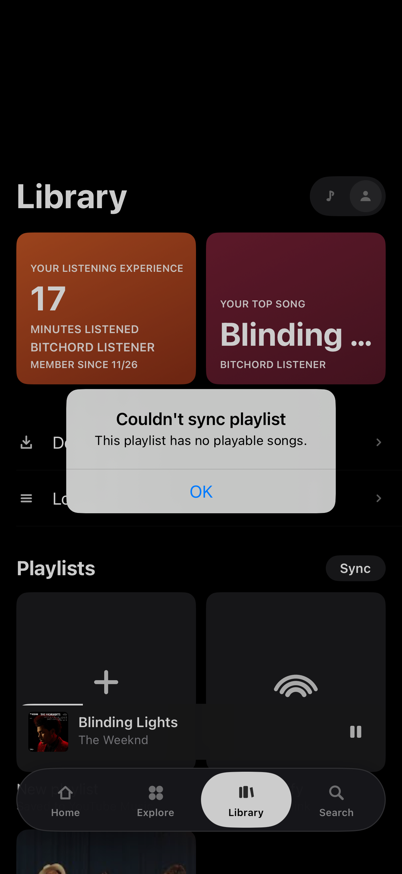 Library
YOUR LISTENING EXPERIENCE
17
MINUTES LISTENED
BITCHORD LISTENER
MEMBER SINCE 11/26
YOUR TOP SONG
Blinding ...
BITCHORD LISTENER
Couldn't sync playlist
This playlist has no playable songs.
OK
Playlists
Sync
Blinding Lights
The Weeknd
Home
Explore
Library
Search